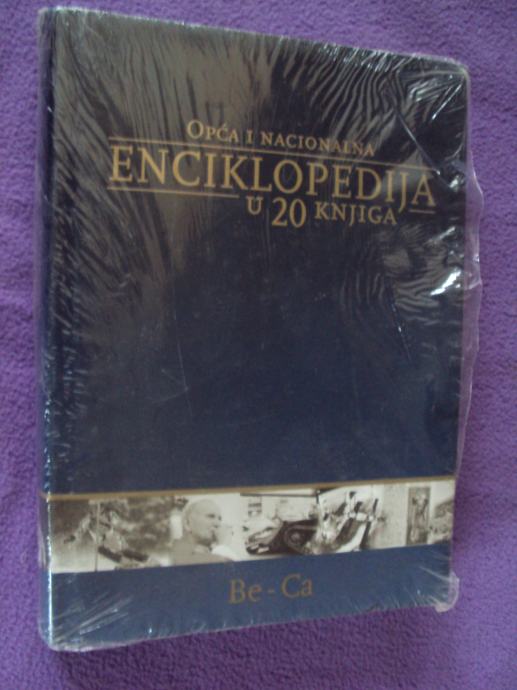 OPĆA I NACIONALNA
ENCIKLOPEDIJA
U 20 KNJIGA
Be - Ca